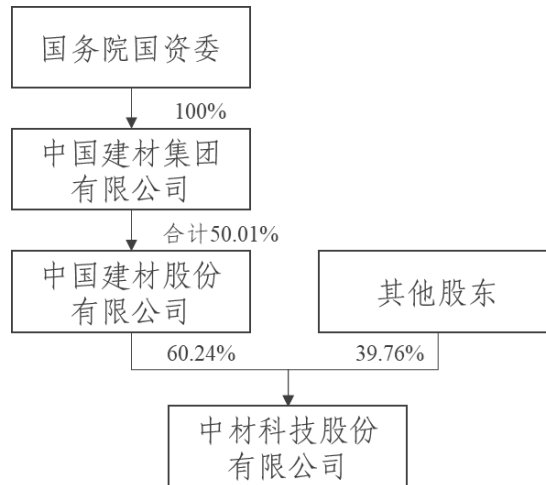 国务院国资委
100%
中国建材集团
有限公司
合计50.01%
中国建材股份
有限公司
其他股东
60.24%
39.76%
中材科技股份
有限公司